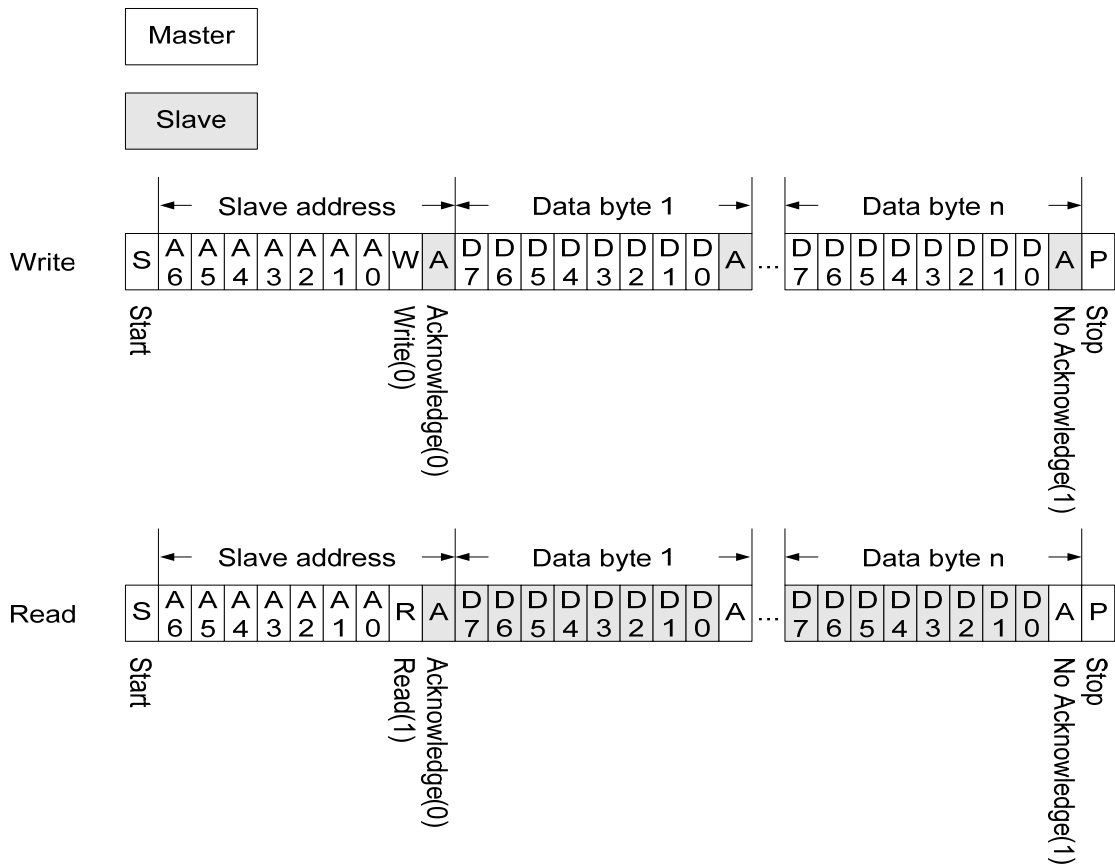 Master
Slave
Slave address Data byte 1 Data byte n
Write S A6 A5 A4 A3 A2 A1 A0 W A D7 D6 D5 D4 D3 D2 D1 D0 A ... D7 D6 D5 D4 D3 D2 D1 D0 A P
Start
Write(0)
Acknowledge(0)
No Acknowledge(1)
Stop
Slave address Data byte 1 Data byte n
Read S A6 A5 A4 A3 A2 A1 A0 R A D7 D6 D5 D4 D3 D2 D1 D0 A ... D7 D6 D5 D4 D3 D2 D1 D0 A P
Start
Read(1)
Acknowledge(0)
No Acknowledge(1)
Stop